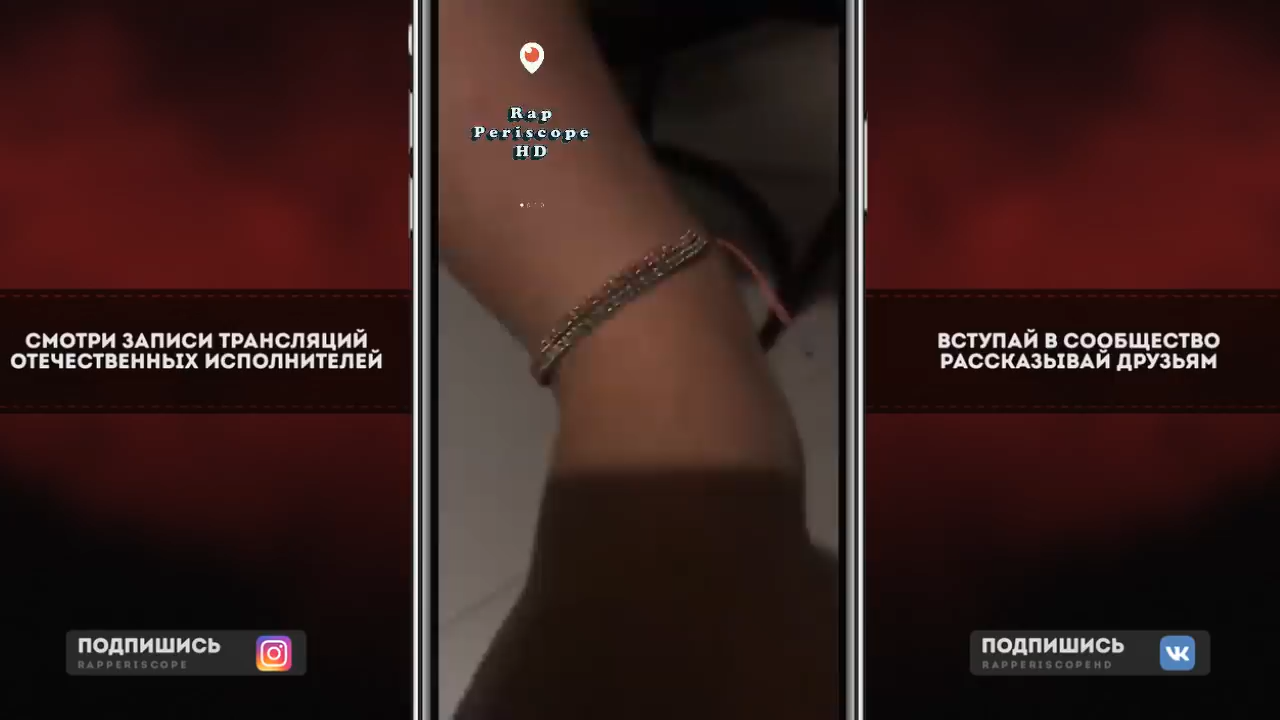 Rap
Periscope
HD
СМОТРИ ЗАПИСИ ТРАНСЛЯЦИЙ
ОТЕЧЕСТВЕННЫХ ИСПОЛНИТЕЛЕЙ
ВСТУПАЙ В СООБЩЕСТВО
РАССКАЗЫВАЙ ДРУЗЬЯМ
ПОДПИШИСЬ
RAPPERISCOPE
ПОДПИШИСЬ
RAPPERISCOPEHD